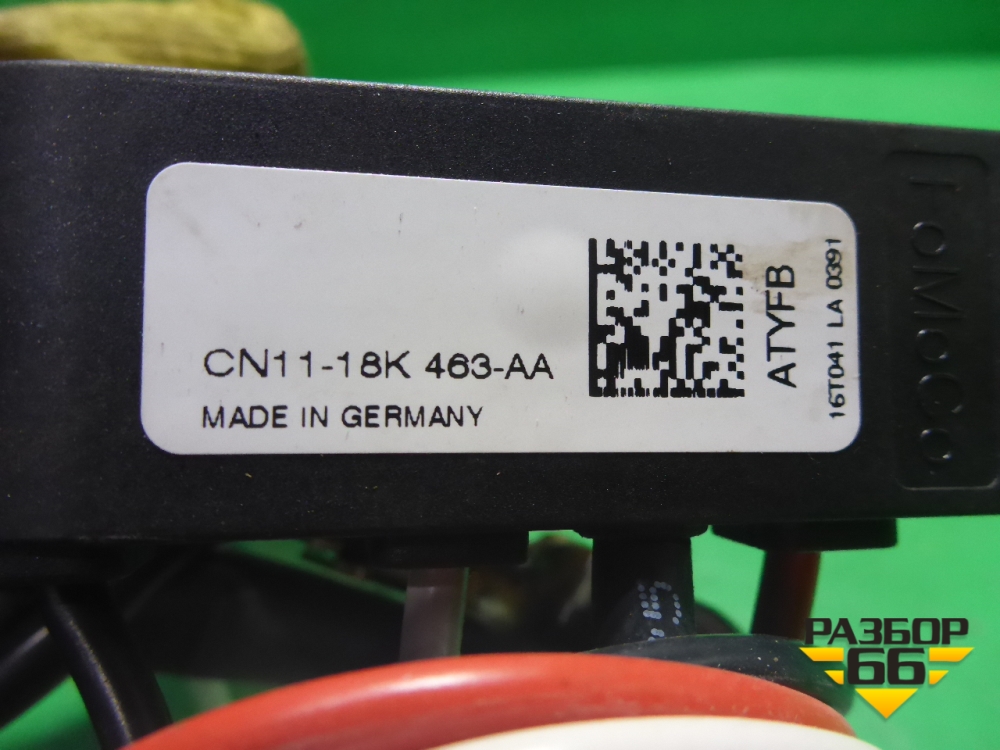 CN11-18K 463-AA
MADE IN GERMANY
ATYFB
16T041 LA 0391
FoMoCo
РАЗБОР
66